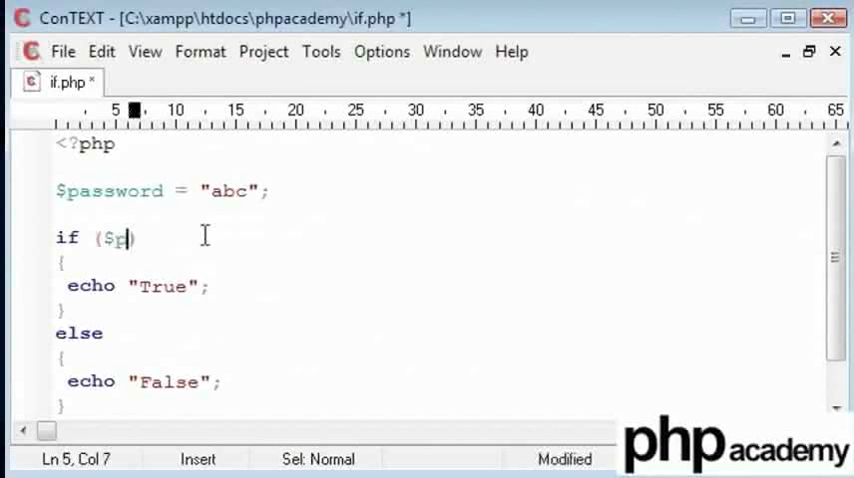 ConTEXT - [C:\xampp\htdocs\phpacademy\if.php *]
File Edit View Format Project Tools Options Window Help
if.php *
5 10 15 20 25 30 35 40 45 50 55 60 65
<?php
$password = "abc";
if ($p)
{
echo "True";
}
else
{
echo "False";
}
Ln 5, Col 7 Insert Sel: Normal Modified
php academy